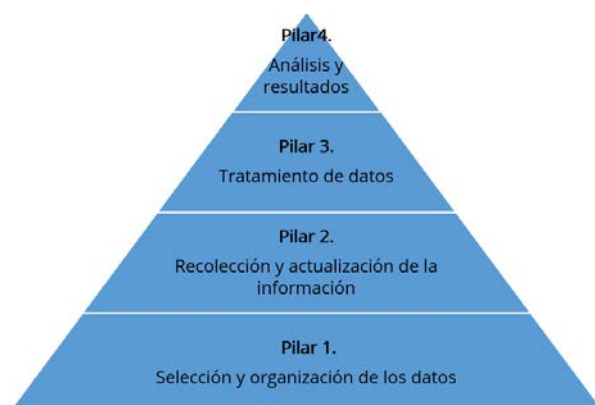 Pilar4.
Análisis y
resultados
Pilar 3.
Tratamiento de datos
Pilar 2.
Recolección y actualización de la
información
Pilar 1.
Selección y organización de los datos